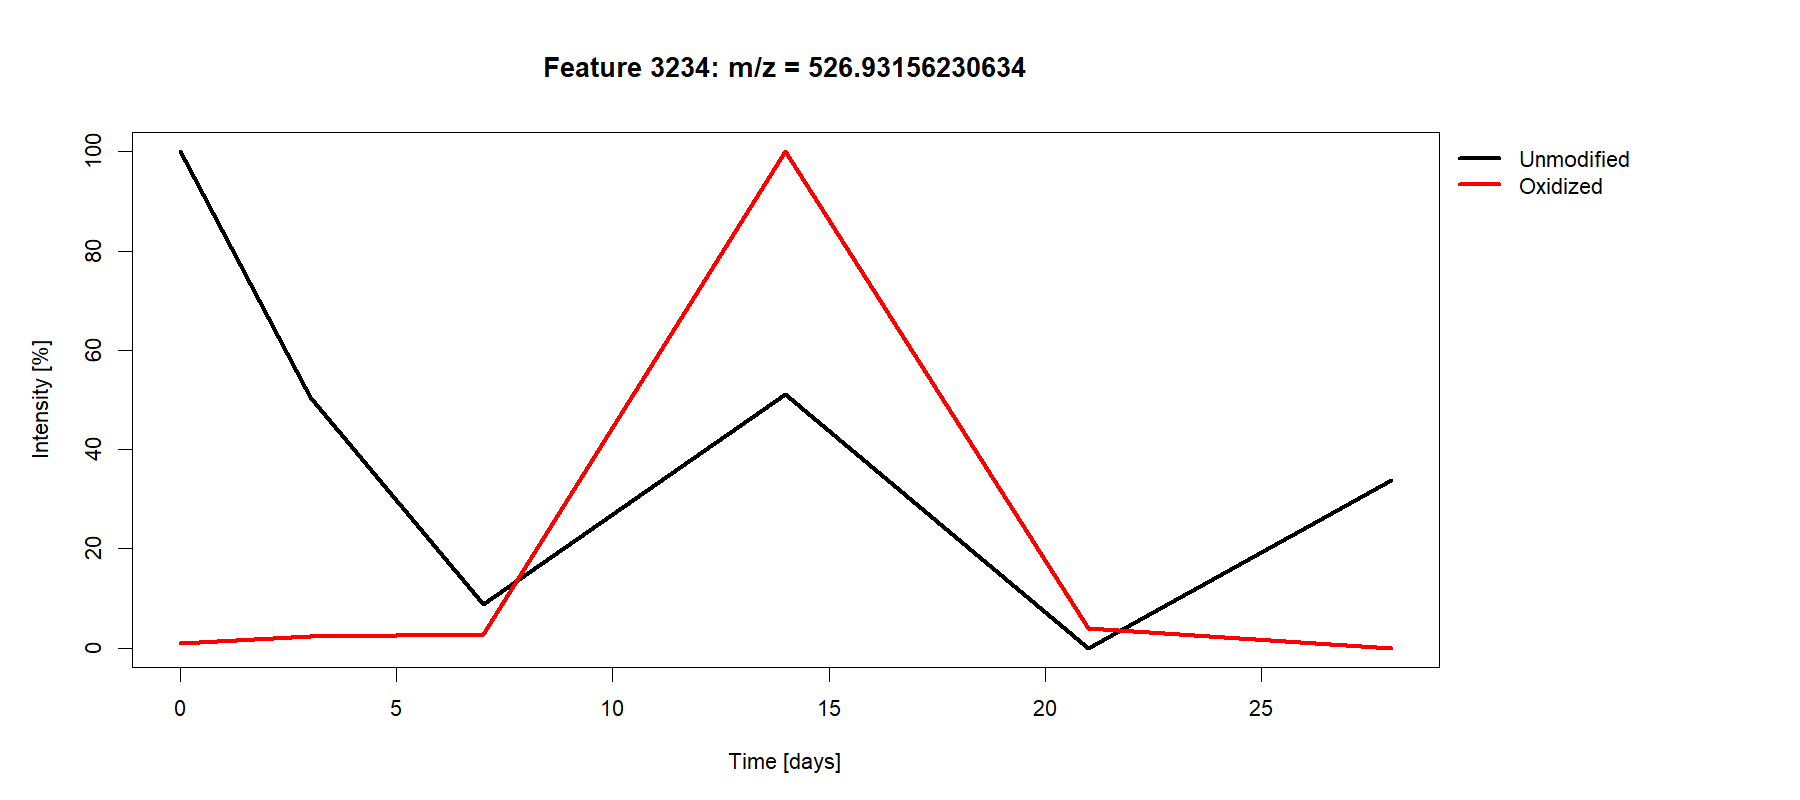 Feature 3234: m/z = 526.93156230634
Unmodified
Oxidized
Intensity [%]
100
80
60
40
20
0
0 5 10 15 20 25
Time [days]